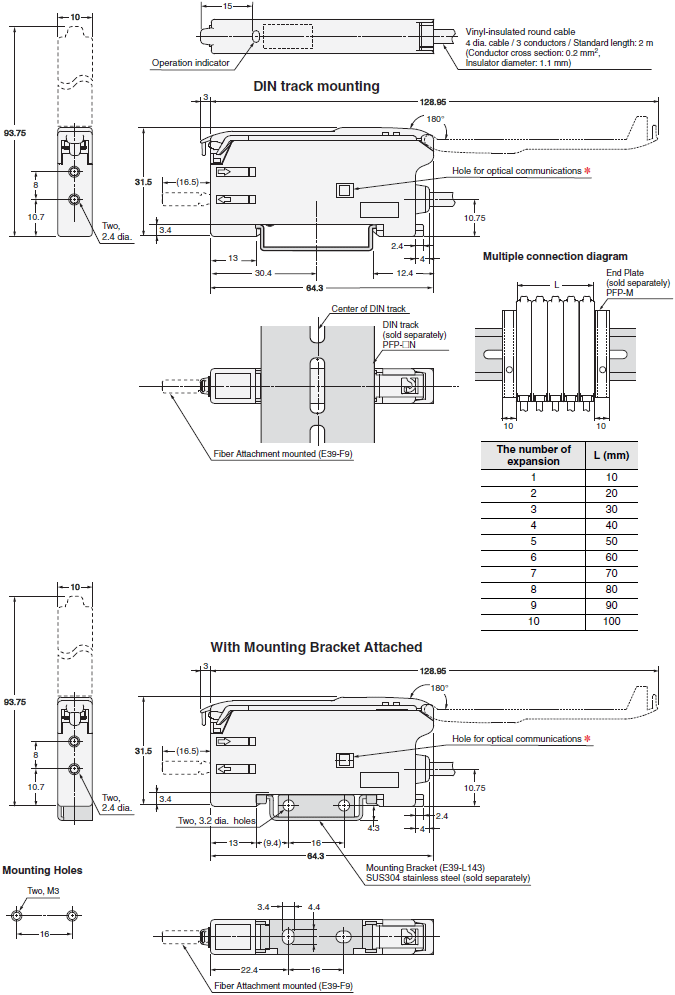 10
15
Operation indicator
Vinyl-insulated round cable
4 dia. cable / 3 conductors / Standard length: 2 m
(Conductor cross section: 0.2 mm²,
Insulator diameter: 1.1 mm)
DIN track mounting
3
128.95
180°
93.75
8
10.7
Two,
2.4 dia.
31.5
(16.5)
3.4
Hole for optical communications ✻
10.75
2.4
4
13
30.4
12.4
64.3
Center of DIN track
DIN track
(sold separately)
PFP-□N
Fiber Attachment mounted (E39-F9)
Multiple connection diagram
End Plate
(sold separately)
PFP-M
L
10
10
The number of expansion L (mm)
1 10
2 20
3 30
4 40
5 50
6 60
7 70
8 80
9 90
10 100
10
With Mounting Bracket Attached
3
128.95
180°
93.75
8
10.7
Two,
2.4 dia.
31.5
(16.5)
3.4
Hole for optical communications ✻
10.75
2.4
4
4.3
Two, 3.2 dia. holes
13
(9.4)
16
64.3
Mounting Bracket (E39-L143)
SUS304 stainless steel (sold separately)
Mounting Holes
Two, M3
16
3.4
4.4
22.4
16
Fiber Attachment mounted (E39-F9)